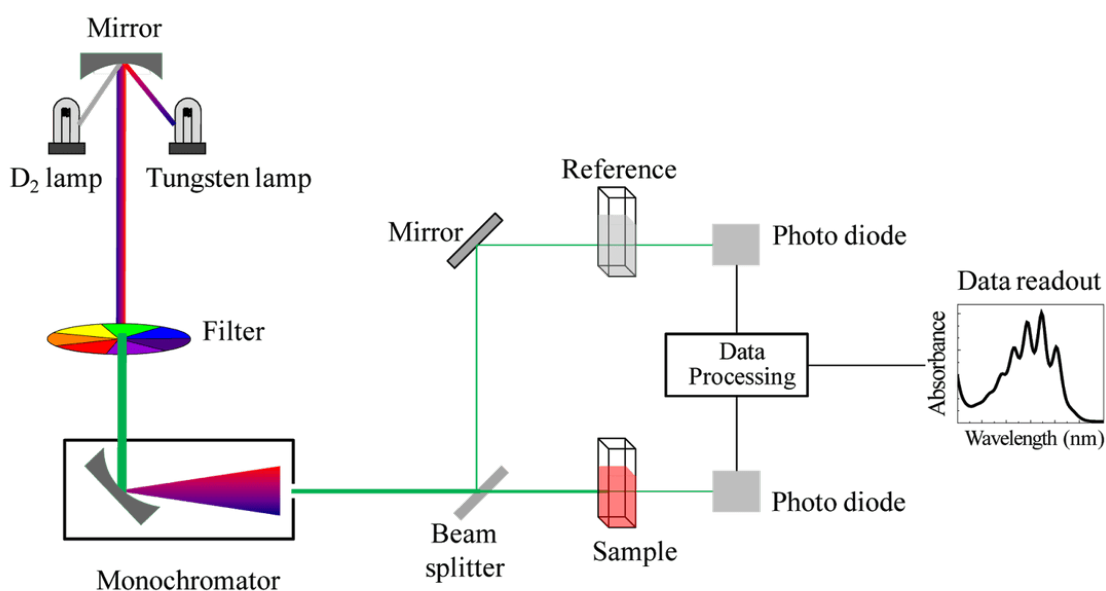 Mirror
D₂ lamp
Tungsten lamp
Filter
Monochromator
Mirror
Beam
splitter
Reference
Sample
Photo diode
Photo diode
Data
Processing
Data readout
Absorbance
Wavelength (nm)